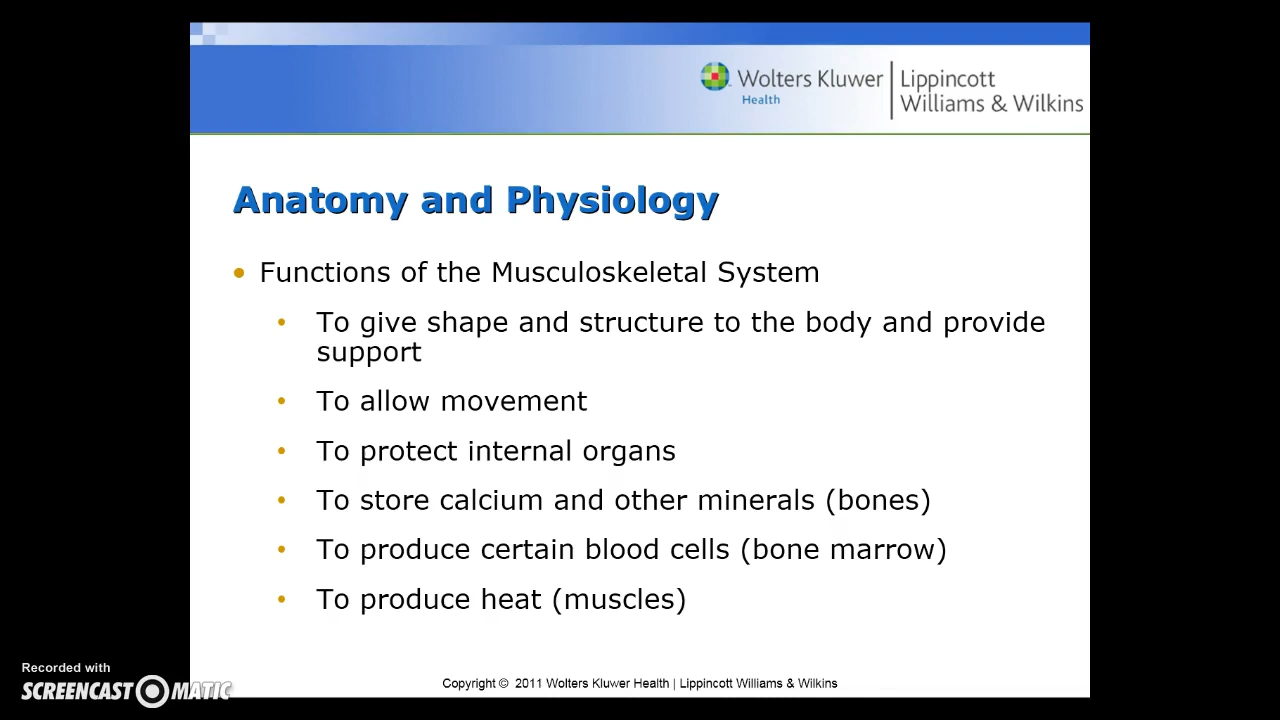 Wolters Kluwer
Health
Lippincott
Williams & Wilkins
Anatomy and Physiology
• Functions of the Musculoskeletal System
• To give shape and structure to the body and provide
support
• To allow movement
• To protect internal organs
• To store calcium and other minerals (bones)
• To produce certain blood cells (bone marrow)
• To produce heat (muscles)
Recorded with
SCREENCAST MATIC
Copyright © 2011 Wolters Kluwer Health | Lippincott Williams & Wilkins